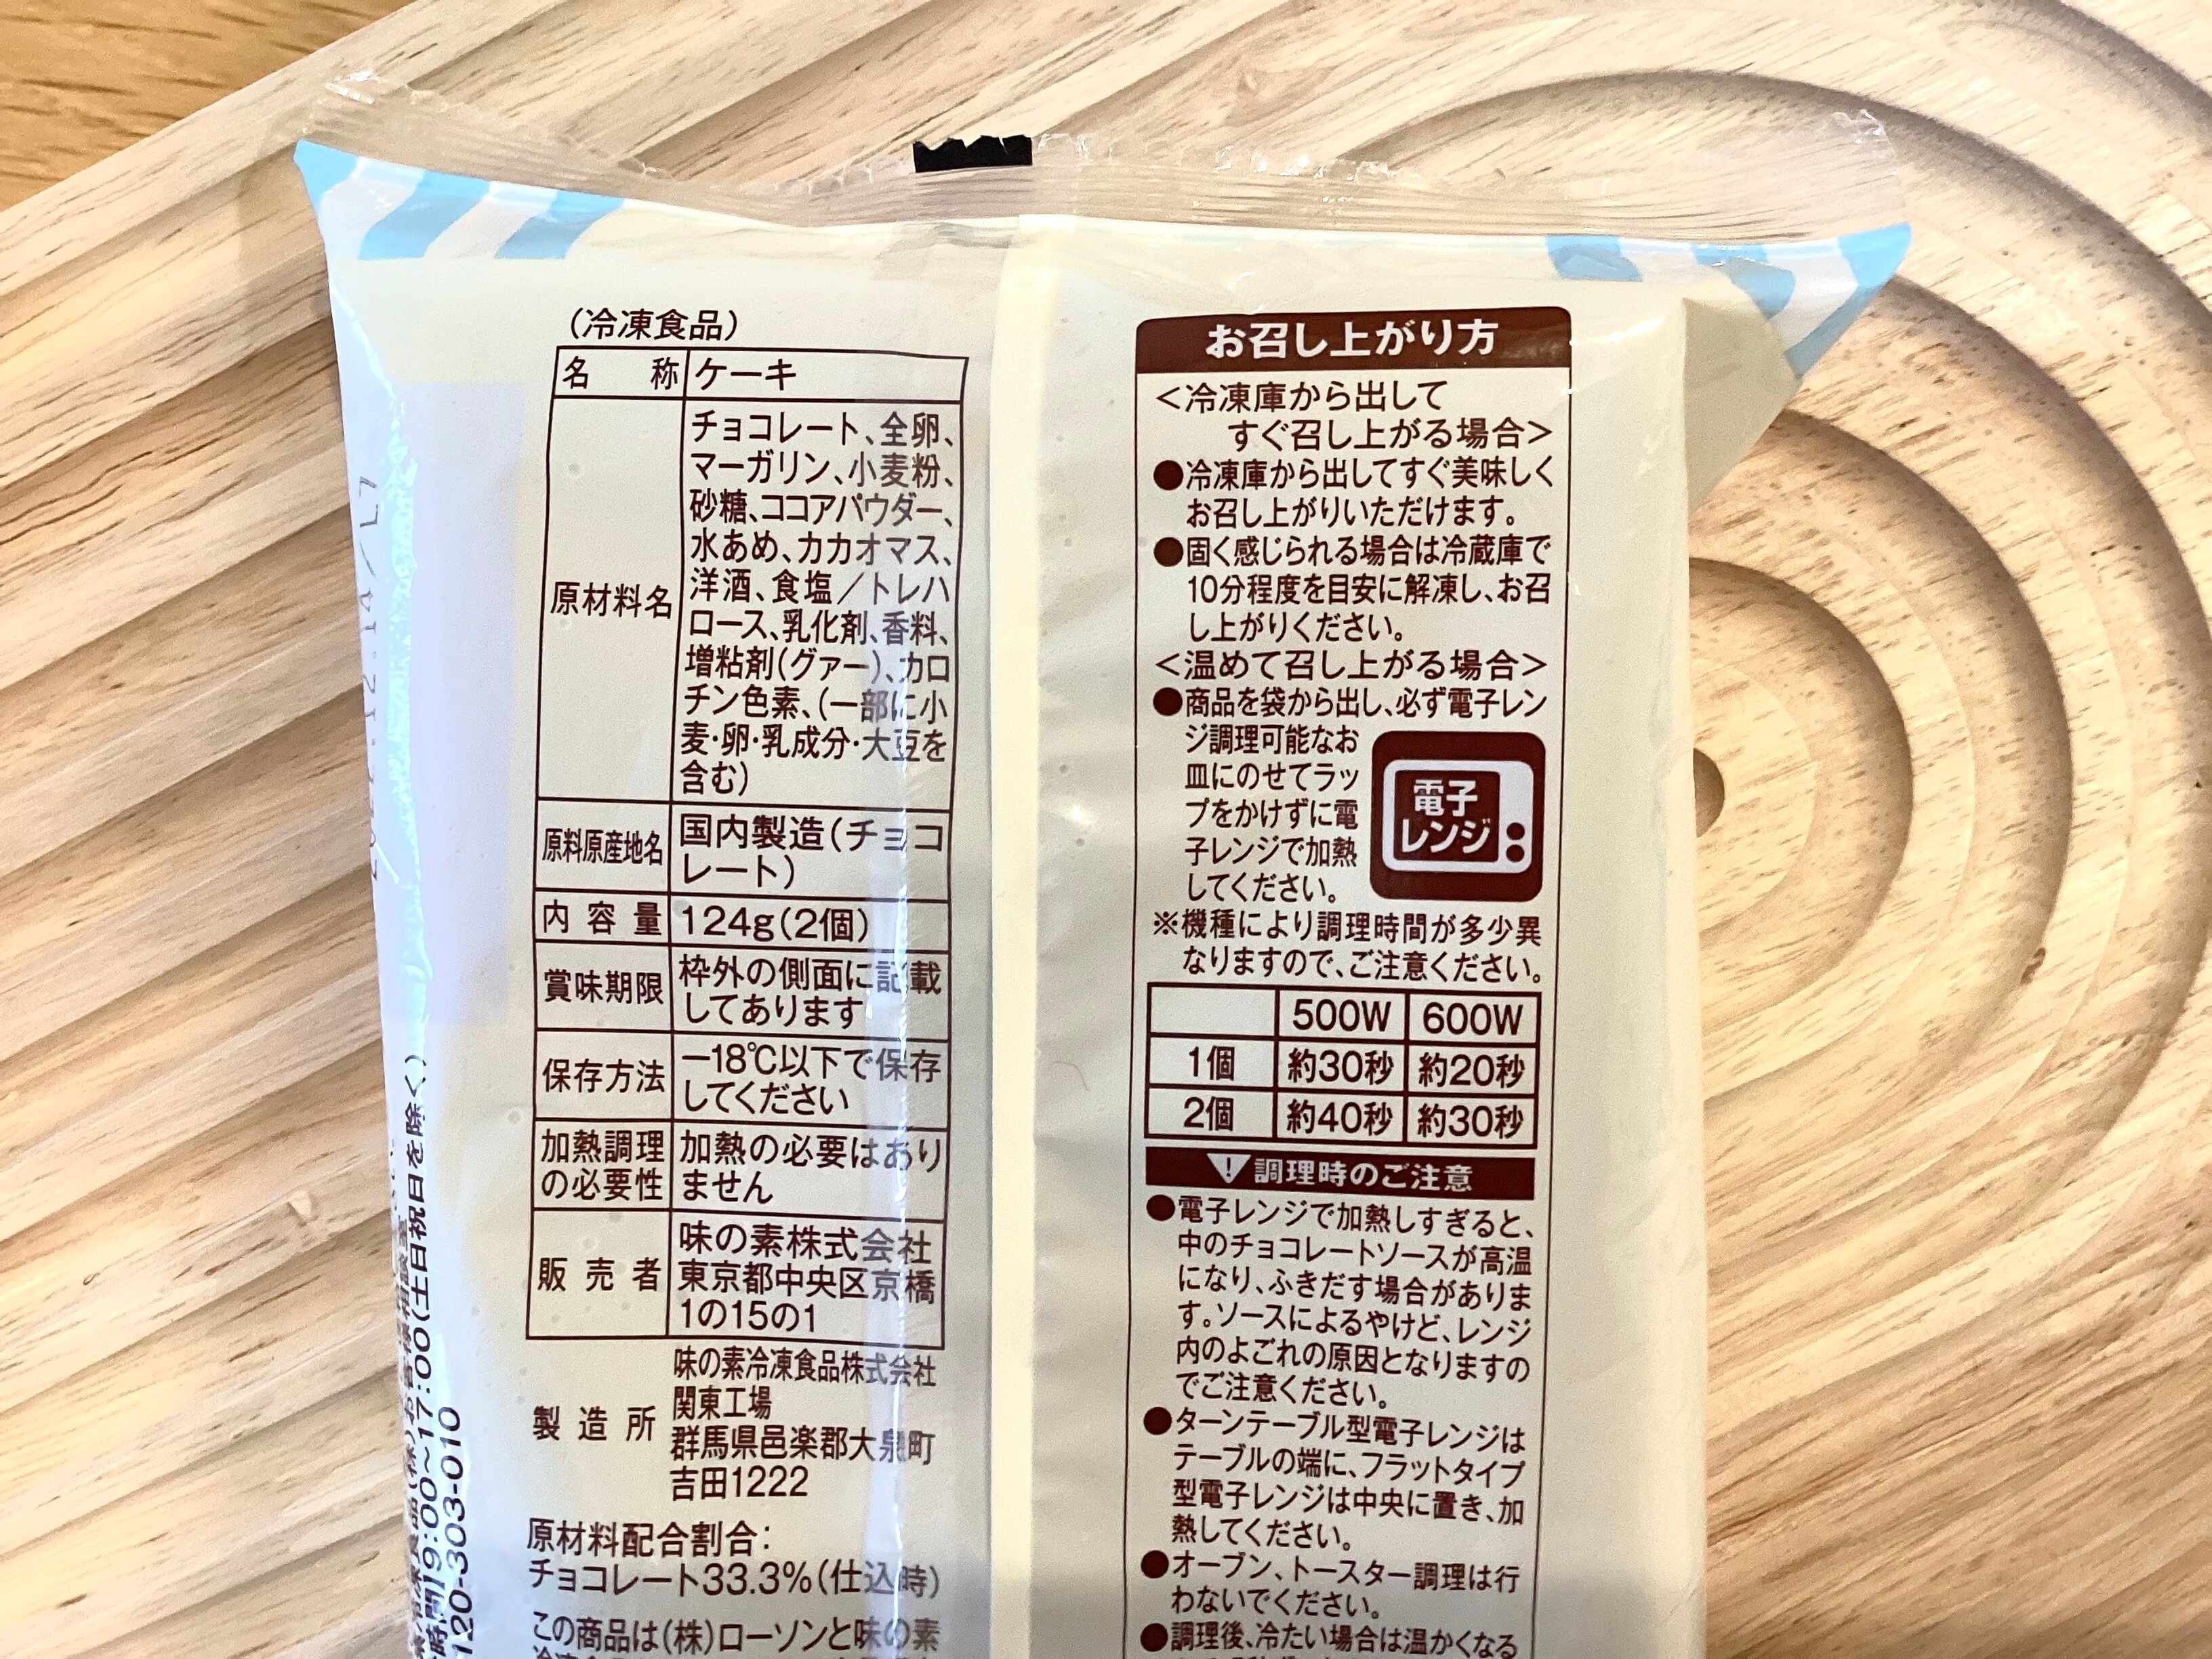 (冷凍食品)
名称 ケーキ
原材料名
チョコレート、全卵、
マーガリン、小麦粉、
砂糖、ココアパウダー、
水あめ、カカオマス、
洋酒、食塩／トレハ
ロース、乳化剤、香料、
増粘剤(グァー)、カロ
チン色素、(一部に小
麦・卵・乳成分・大豆を
含む)
原料原産地名
国内製造(チョコ
レート)
内容量 124g(2個)
賞味期限
枠外の側面に記載
してあります
保存方法
−18℃以下で保存
してください
加熱調理
の必要性
加熱の必要はあり
ません
販売者
味の素株式会社
東京都中央区京橋
1の15の1
製造所
味の素冷凍食品株式会社
関東工場
群馬県邑楽郡大泉町
吉田1222
原材料配合割合:
チョコレート33.3%(仕込時)
この商品は(株)ローソンと味の素
お召し上がり方
＜冷凍庫から出して
すぐ召し上がる場合＞
●冷凍庫から出してすぐ美味しく
お召し上がりいただけます。
●固く感じられる場合は冷蔵庫で
10分程度を目安に解凍し、お召
し上がりください。
＜温めて召し上がる場合＞
●商品を袋から出し、必ず電子レン
ジ調理可能なお
皿にのせてラッ
プをかけずに電
子レンジで加熱
してください。
電子
レンジ
※機種により調理時間が多少異
なりますので、ご注意ください。
500W 600W
1個 約30秒 約20秒
2個 約40秒 約30秒
調理時のご注意
●電子レンジで加熱しすぎると、
中のチョコレートソースが高温
になり、ふきだす場合がありま
す。ソースによるやけど、レンジ
内のよごれの原因となりますの
でご注意ください。
●ターンテーブル型電子レンジは
テーブルの端に、フラットタイプ
型電子レンジは中央に置き、加
熱してください。
●オーブン、トースター調理は行
わないでください。
●調理後、冷たい場合は温かくなる
時間]9:00~17:00(土日祝日を除く)
120-303-010